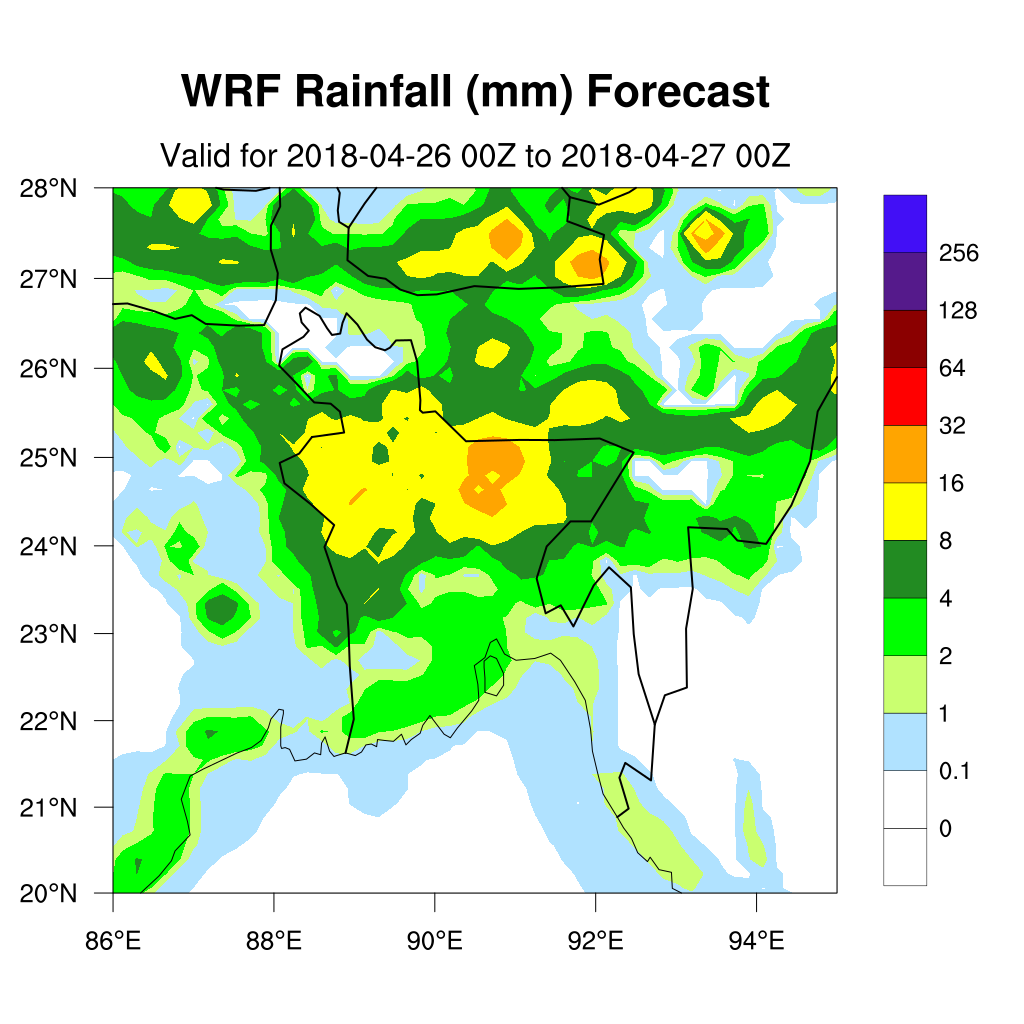 WRF Rainfall (mm) Forecast
Valid for 2018-04-26 00Z to 2018-04-27 00Z
28°N
27°N
26°N
25°N
24°N
23°N
22°N
21°N
20°N
86°E 88°E 90°E 92°E 94°E
256
128
64
32
16
8
4
2
1
0.1
0